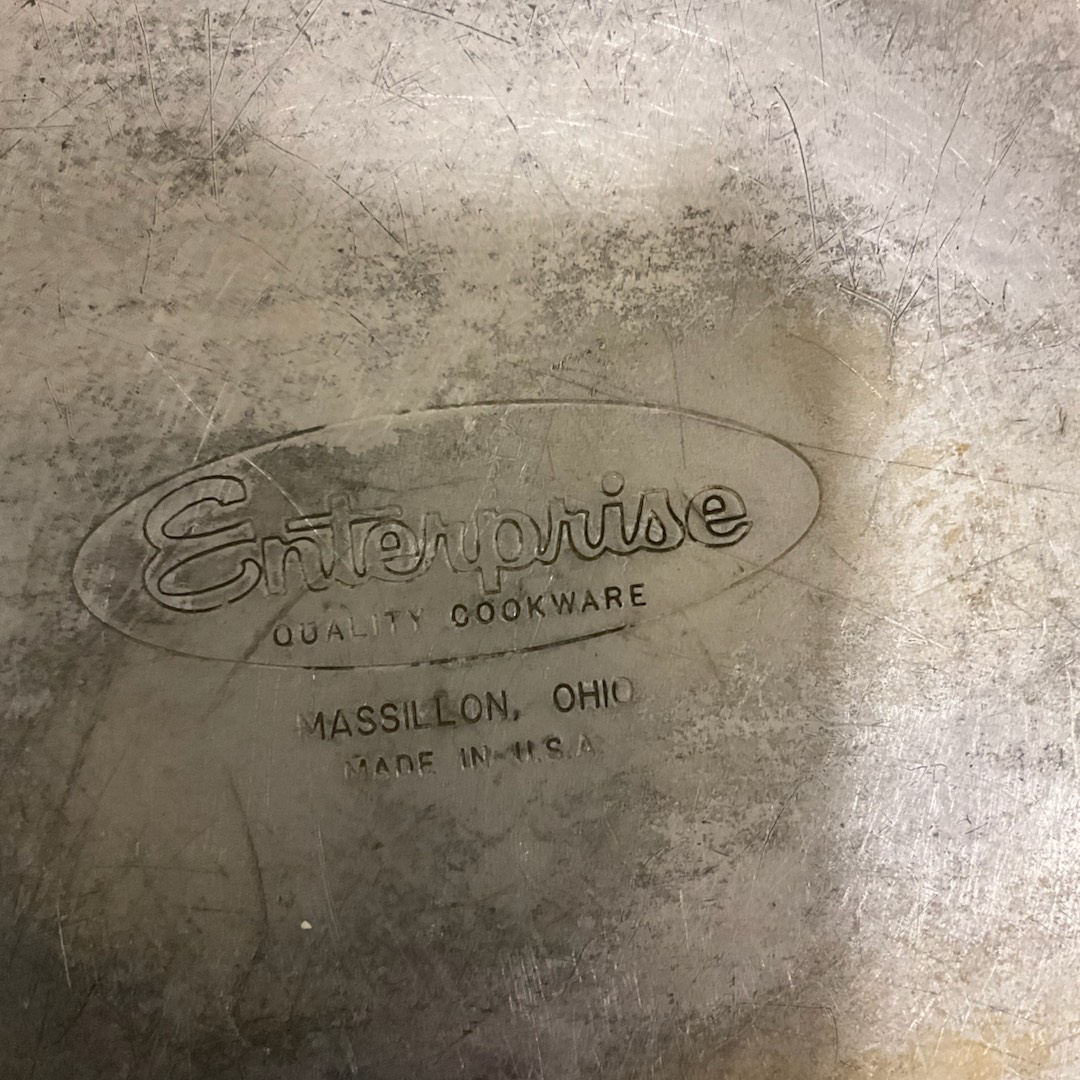 Enterprise
QUALITY COOKWARE
MASSILLON, OHIO
MADE IN U.S.A